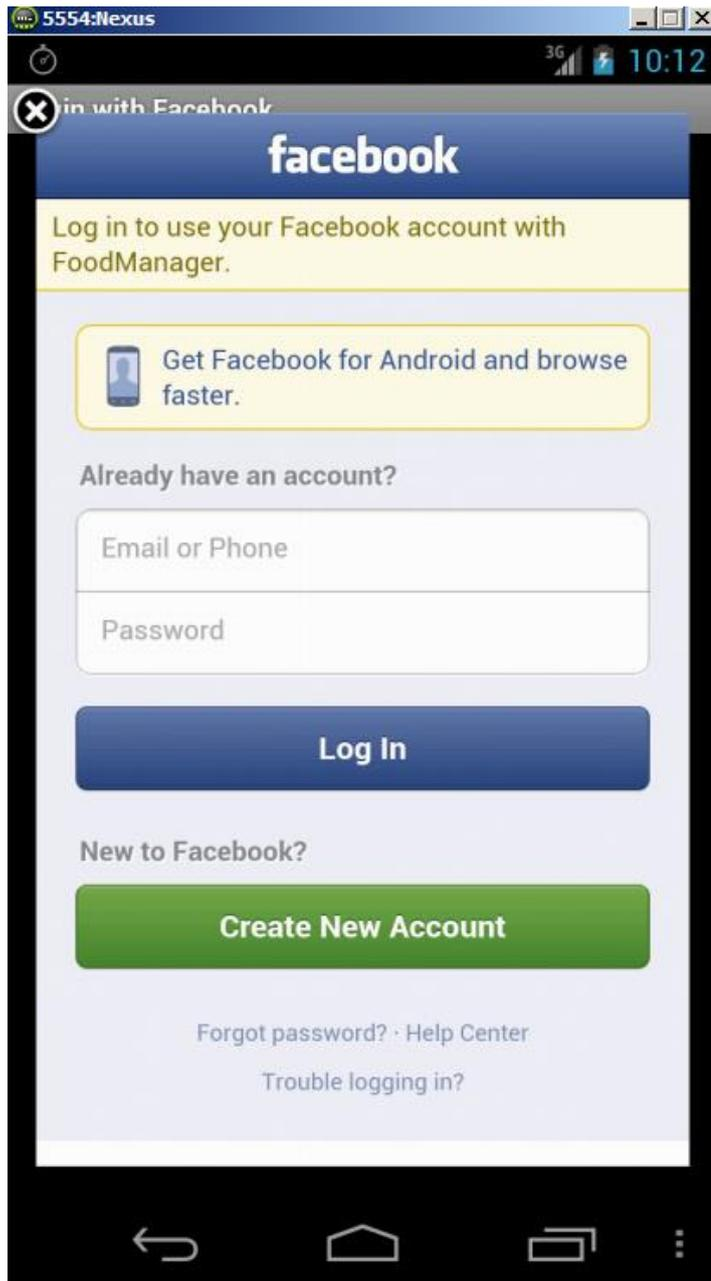 5554:Nexus
3G 10:12
in with Facebook
facebook
Log in to use your Facebook account with
FoodManager.
Get Facebook for Android and browse
faster.
Already have an account?
Email or Phone
Password
Log In
New to Facebook?
Create New Account
Forgot password? · Help Center
Trouble logging in?